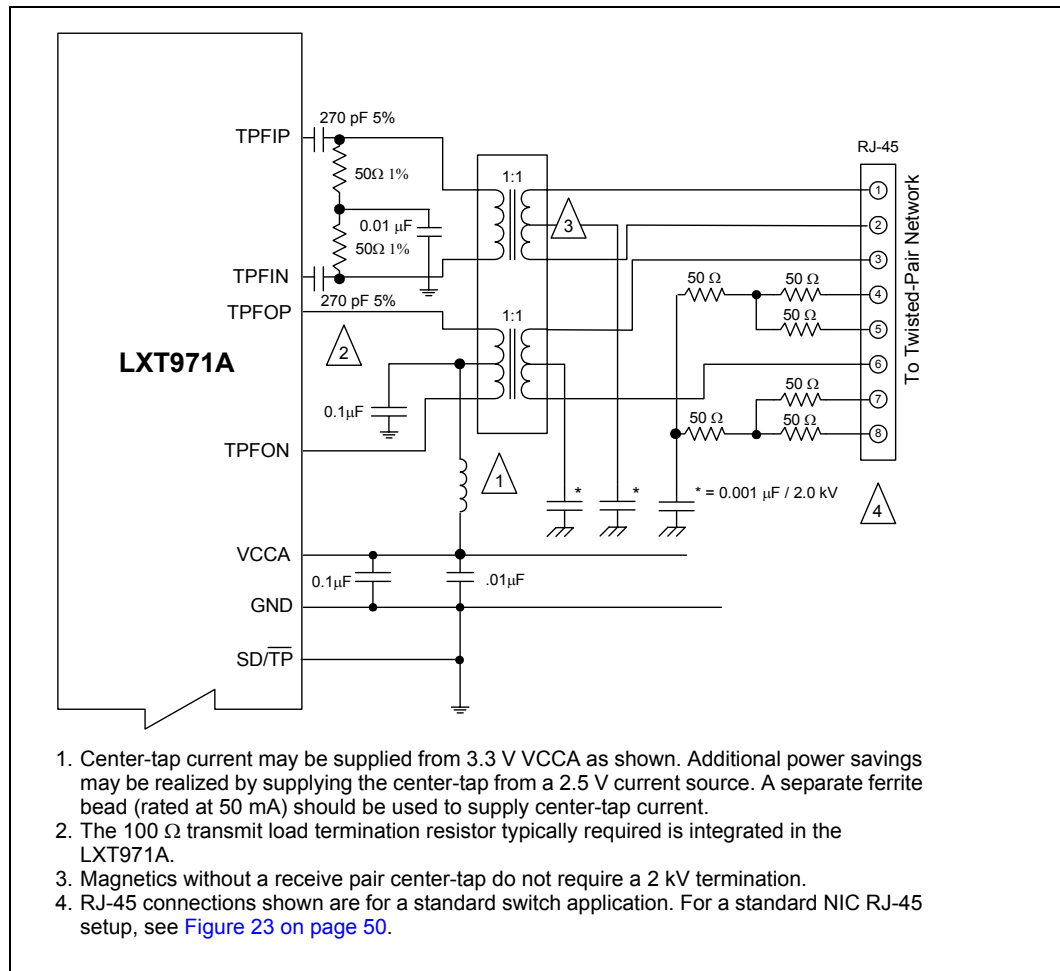 270 pF 5%
TPFIP
RJ-45
50Ω 1%
1:1
1
3
0.01 µF
2
50Ω 1%
3
TPFIN
270 pF 5%
50 Ω
50 Ω
4
TPFOP
1:1
50 Ω
5
To Twisted-Pair Network
LXT971A
2
6
50 Ω
7
0.1µF
50 Ω
50 Ω
8
TPFON
1
*
*
* = 0.001 µF / 2.0 kV
4
VCCA
0.1µF
.01µF
GND
SD/T̅P̅
1. Center-tap current may be supplied from 3.3 V VCCA as shown. Additional power savings
may be realized by supplying the center-tap from a 2.5 V current source. A separate ferrite
bead (rated at 50 mA) should be used to supply center-tap current.
2. The 100 Ω transmit load termination resistor typically required is integrated in the
LXT971A.
3. Magnetics without a receive pair center-tap do not require a 2 kV termination.
4. RJ-45 connections shown are for a standard switch application. For a standard NIC RJ-45
setup, see Figure 23 on page 50.